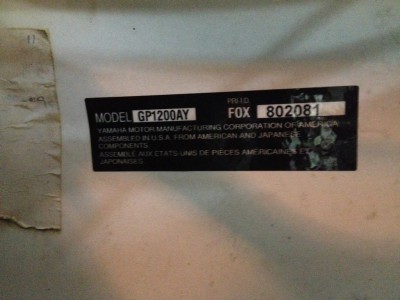 PRI.I.D.
MODEL GP1200AY FOX 802081
YAMAHA MOTOR MANUFACTURING CORPORATION OF AMERICA
ASSEMBLED IN U.S.A. FROM AMERICAN AND JAPANESE
COMPONENTS.
ASSEMBLÉ AUX ETATS-UNIS DE PIECES AMÉRICAINES ET
JAPONAISES.